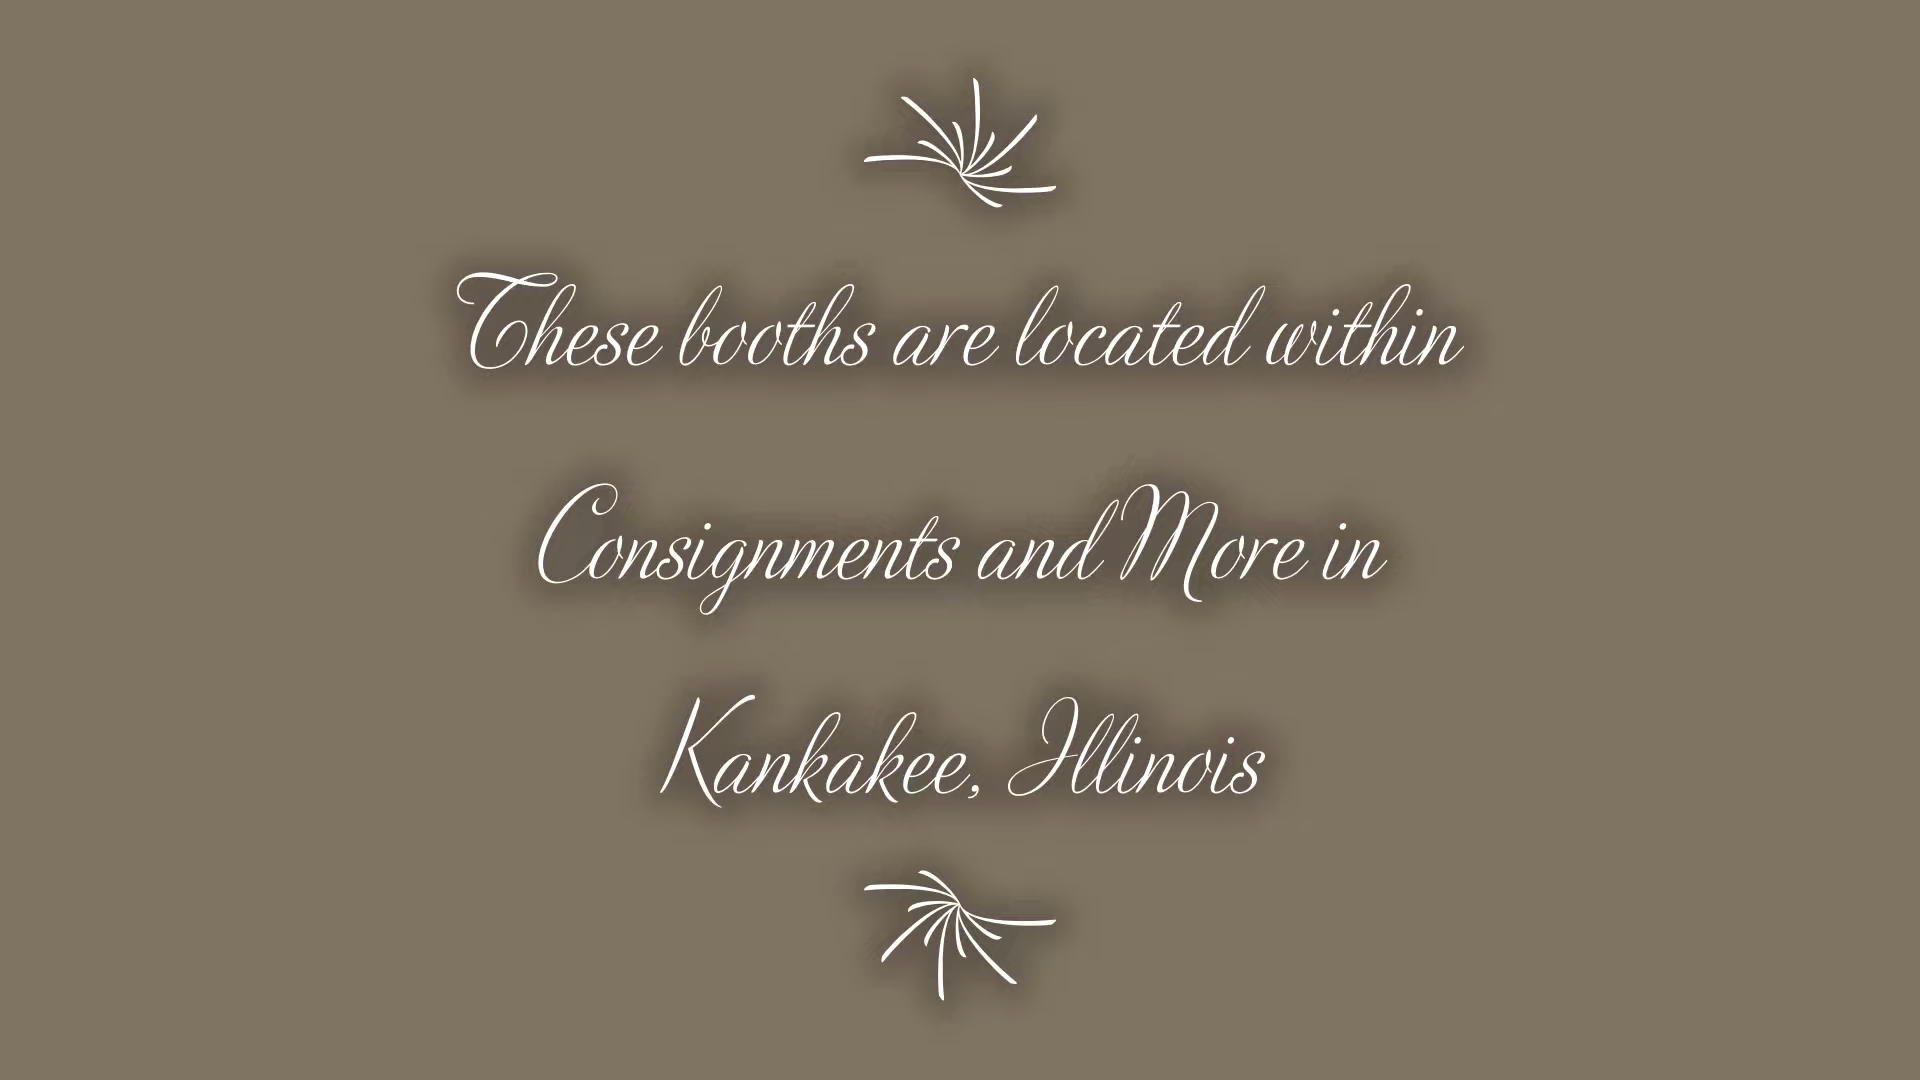 These booths are located within
Consignments and More in
Kankakee, Illinois